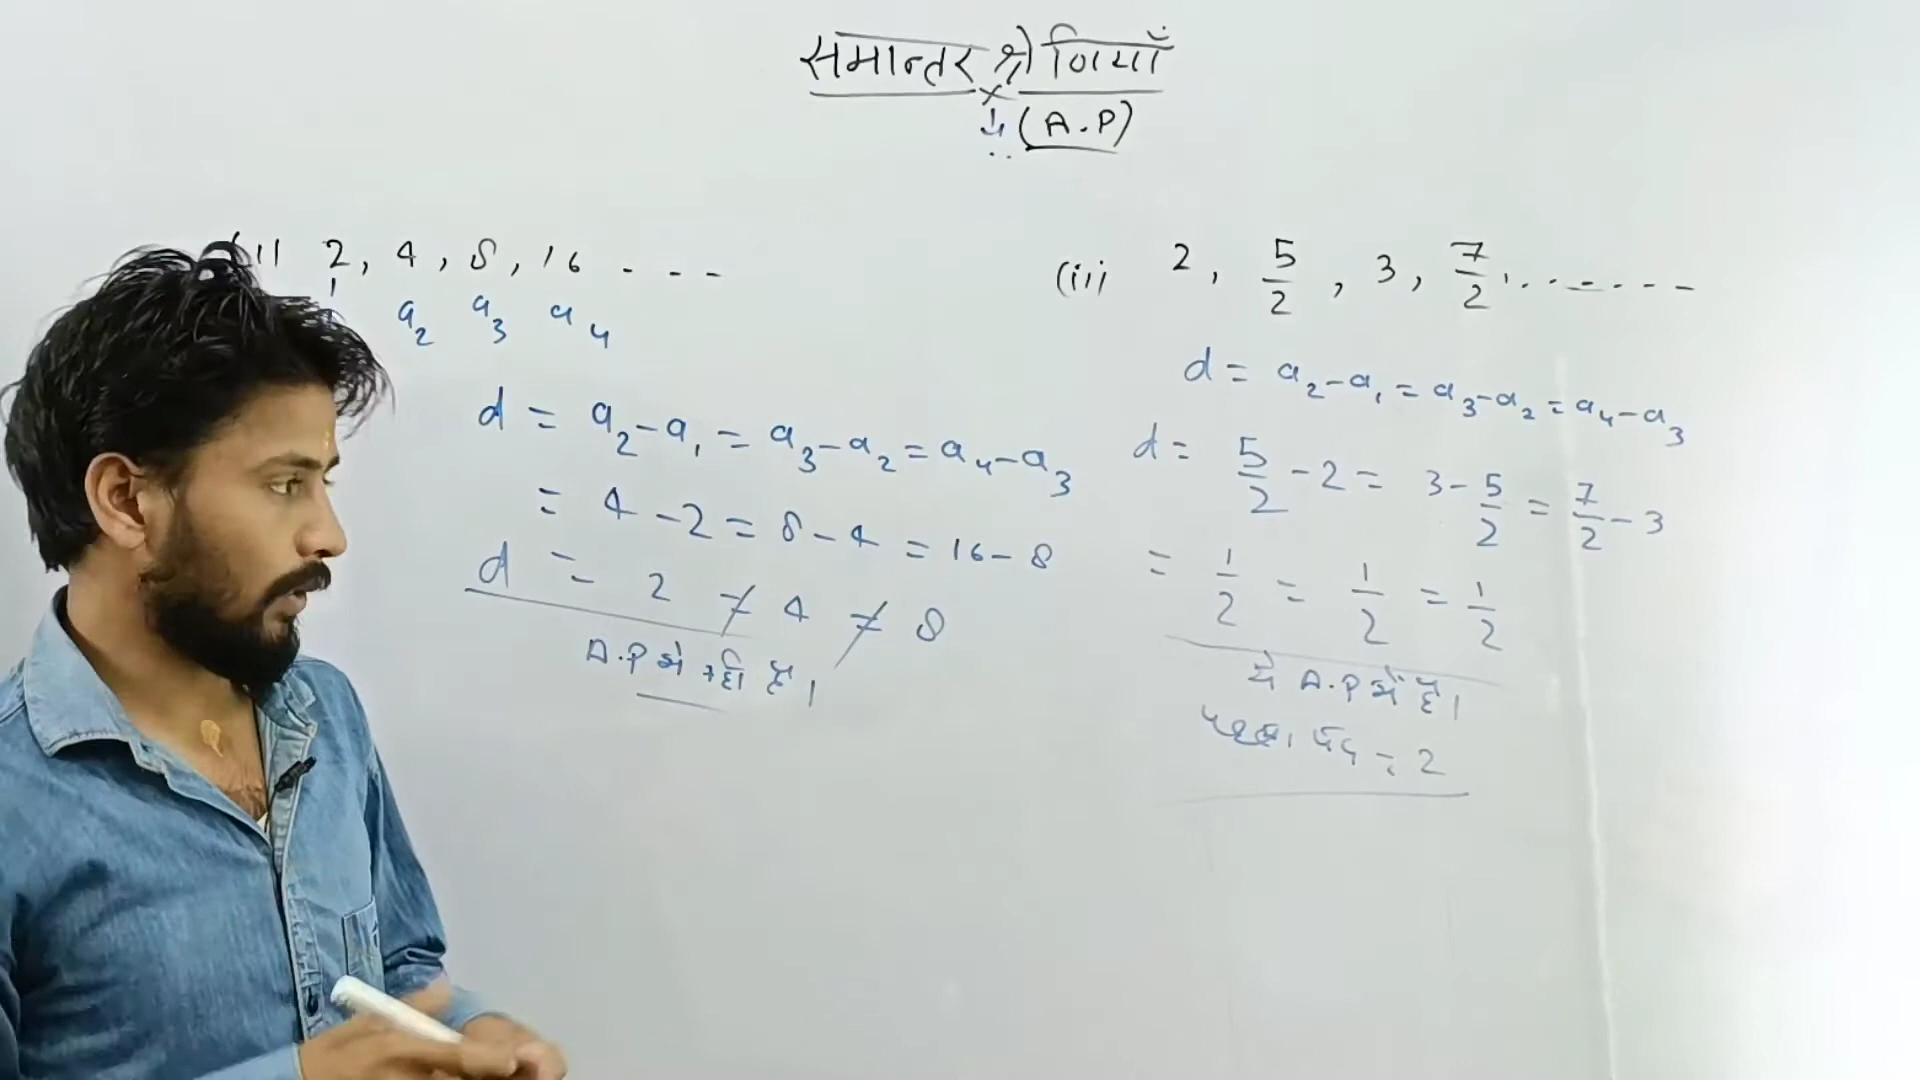 समान्तर श्रेणियाँ
(A.P)
(i) 2, 4, 8, 16 - - -
a2 a3 a4
d = a2-a1 = a3-a2 = a4-a3
= 4-2 = 8-4 = 16-8
d = 2 ≠ 4 ≠ 8
A.P में नहीं है।
(ii) 2, 5/2, 3, 7/2, .......
d = a2-a1 = a3-a2 = a4-a3
d = 5/2 - 2 = 3 - 5/2 = 7/2 - 3
= 1/2 = 1/2 = 1/2
ये A.P में है।
पहला पद = 2